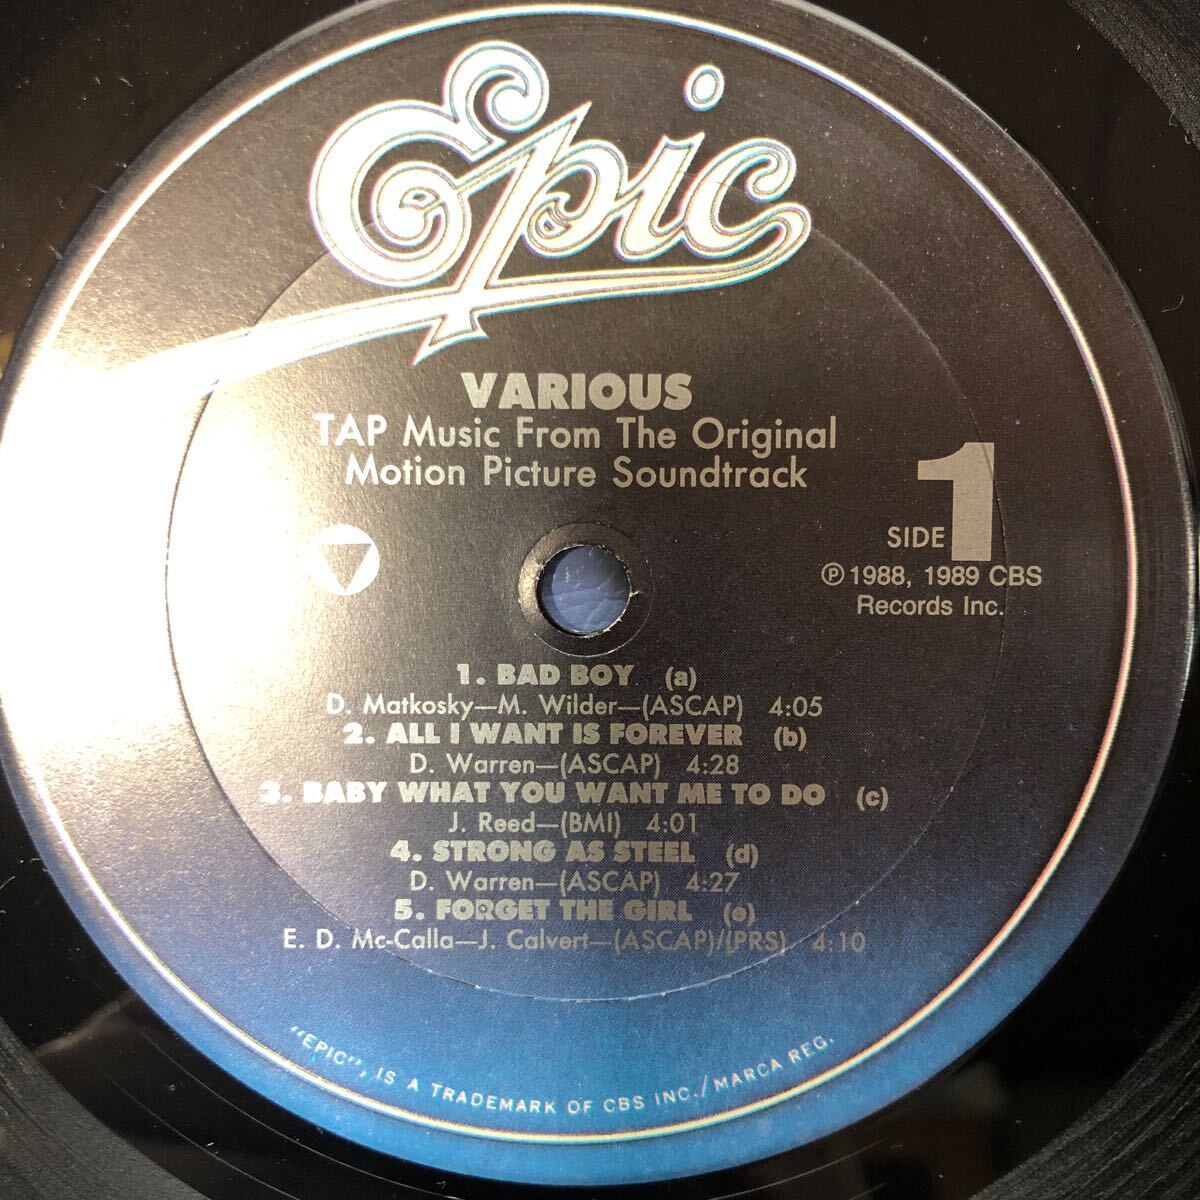 Epic
VARIOUS
TAP Music From The Original
Motion Picture Soundtrack
SIDE 1
℗ 1988, 1989 CBS
Records Inc.
1. BAD BOY (a)
D. Matkosky—M. Wilder—(ASCAP) 4:05
2. ALL I WANT IS FOREVER (b)
D. Warren—(ASCAP) 4:28
3. BABY WHAT YOU WANT ME TO DO (c)
J. Reed—(BMI) 4:01
4. STRONG AS STEEL (d)
D. Warren—(ASCAP) 4:27
5. FORGET THE GIRL (e)
E. D. Mc-Calla—J. Calvert—(ASCAP)/(PRS) 4:10
"EPIC", IS A TRADEMARK OF CBS INC./MARCA REG.